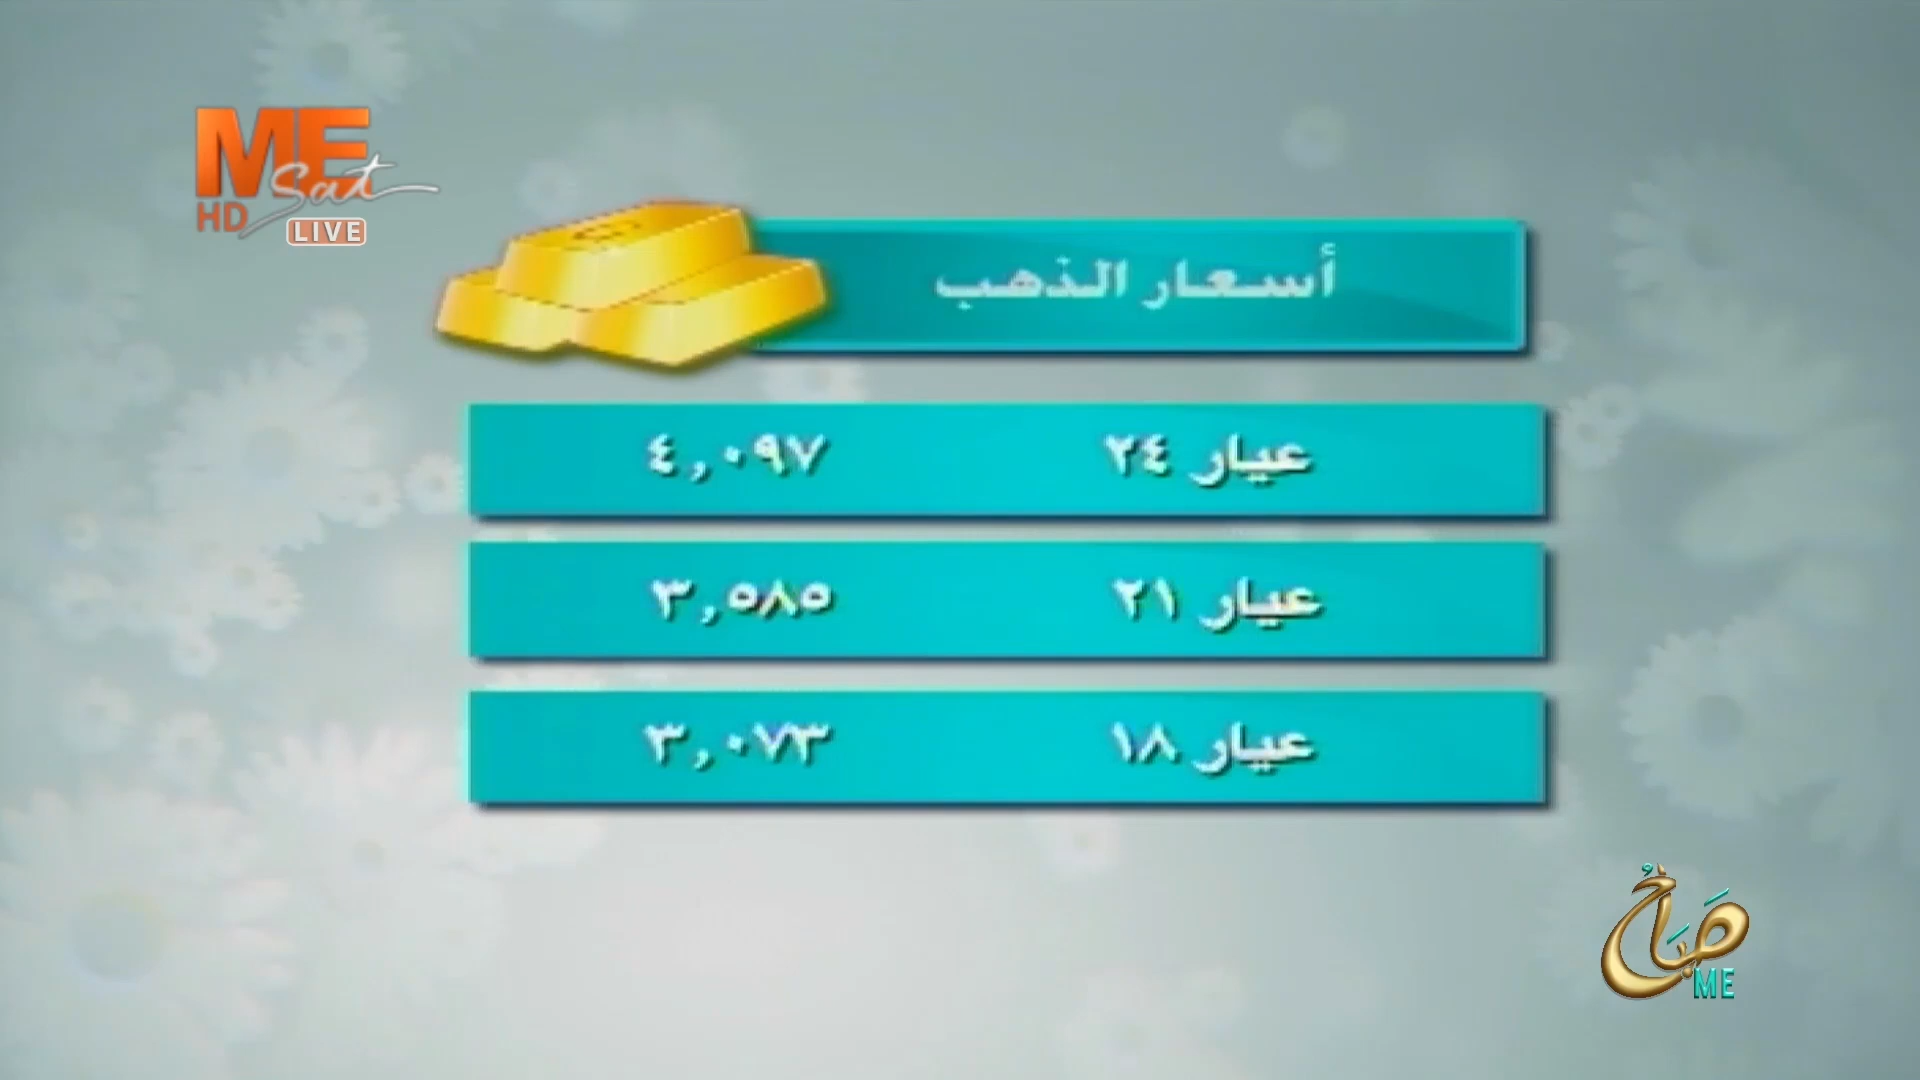 ME
Sat
HD
LIVE
أسعار الذهب
عيار ٢٤ ٤,٠٩٧
عيار ٢١ ٣,٥٨٥
عيار ١٨ ٣,٠٧٣
صَبَاحُ
ME